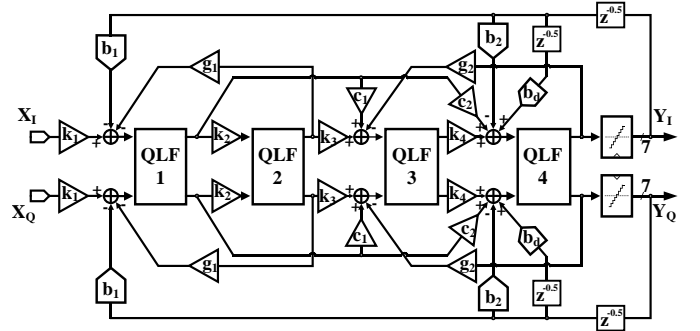 b1 b2 z-0.5 z-0.5
g1 g2 bd
XI c1 c2 YI
k1 - - + + QLF 1 k2 QLF 2 k3 + + - k4 - + + + QLF 3 QLF 4 7
XQ k1 + + - - k2 k3 + + - k4 + + - + 7 YQ
c1 c2
g1 g2 bd
b1 b2 z-0.5 z-0.5